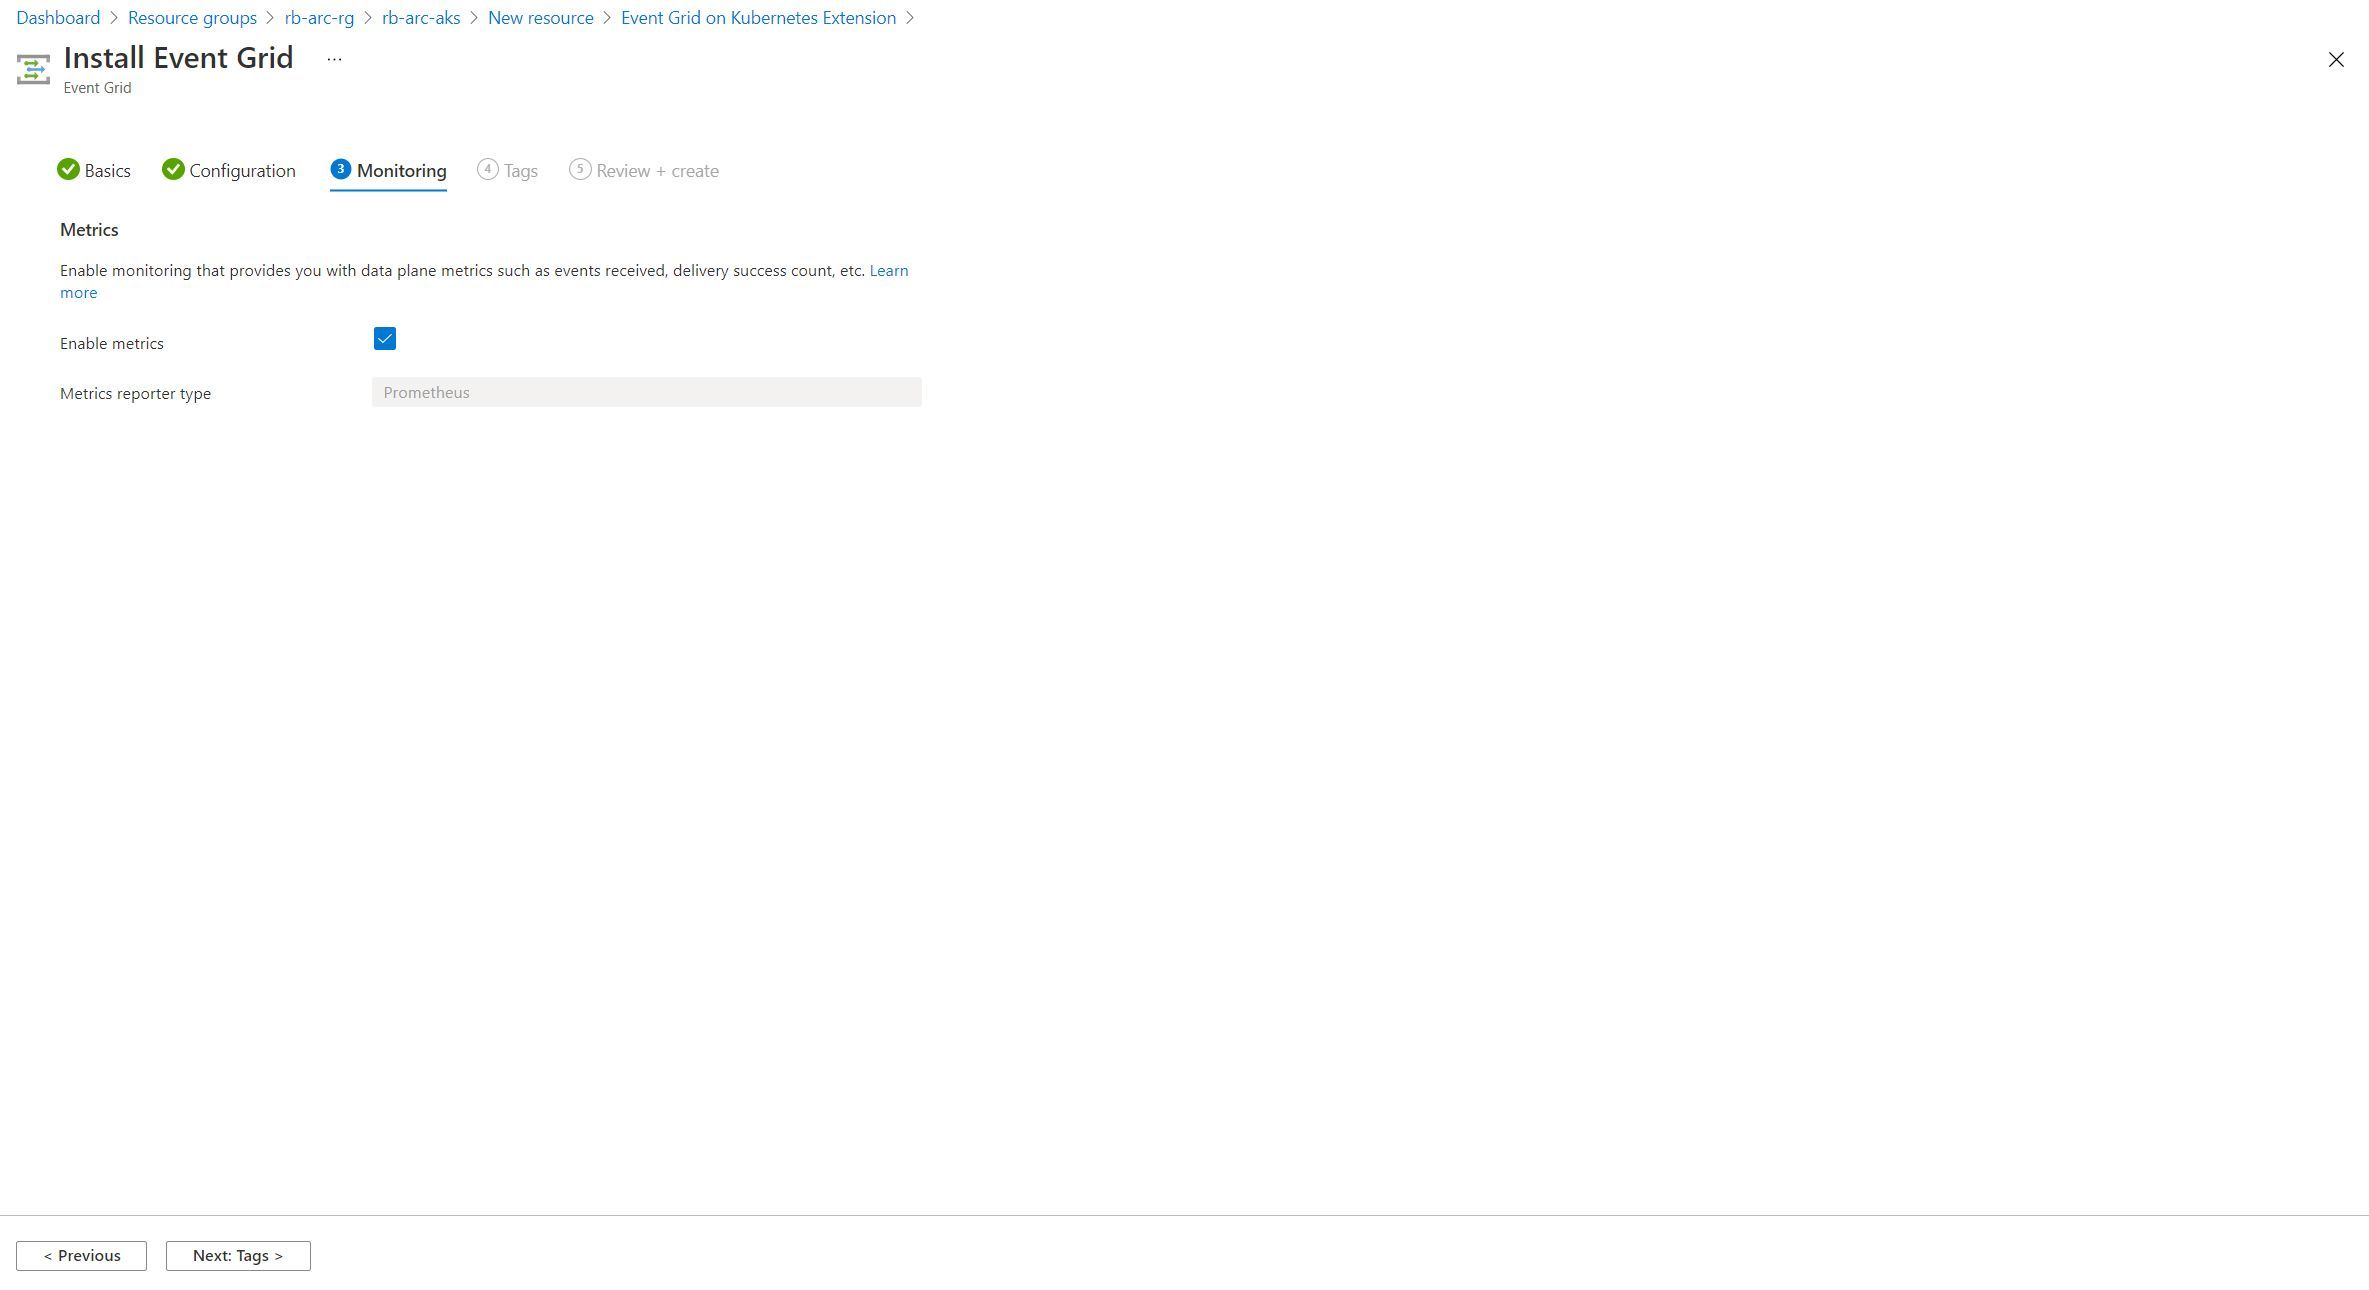 Dashboard > Resource groups > rb-arc-rg > rb-arc-aks > New resource > Event Grid on Kubernetes Extension >
Install Event Grid ...
Event Grid
Basics Configuration 3 Monitoring 4 Tags 5 Review + create
Metrics
Enable monitoring that provides you with data plane metrics such as events received, delivery success count, etc. Learn
more
Enable metrics
Metrics reporter type Prometheus
< Previous Next: Tags >